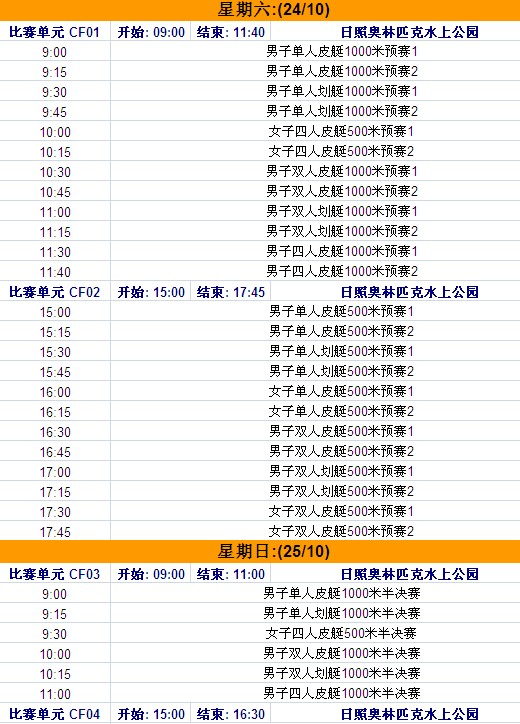 星期六:(24/10)
比赛单元 CF01 开始: 09:00 结束: 11:40 日照奥林匹克水上公园
9:00 男子单人皮艇1000米预赛1
9:15 男子单人皮艇1000米预赛2
9:30 男子单人划艇1000米预赛1
9:45 男子单人划艇1000米预赛2
10:00 女子四人皮艇500米预赛1
10:15 女子四人皮艇500米预赛2
10:30 男子双人皮艇1000米预赛1
10:45 男子双人皮艇1000米预赛2
11:00 男子双人划艇1000米预赛1
11:15 男子双人划艇1000米预赛2
11:30 男子四人皮艇1000米预赛1
11:40 男子四人皮艇1000米预赛2
比赛单元 CF02 开始: 15:00 结束: 17:45 日照奥林匹克水上公园
15:00 男子单人皮艇500米预赛1
15:15 男子单人皮艇500米预赛2
15:30 男子单人划艇500米预赛1
15:45 男子单人划艇500米预赛2
16:00 女子单人皮艇500米预赛1
16:15 女子单人皮艇500米预赛2
16:30 男子双人皮艇500米预赛1
16:45 男子双人皮艇500米预赛2
17:00 男子双人划艇500米预赛1
17:15 男子双人划艇500米预赛2
17:30 女子双人皮艇500米预赛1
17:45 女子双人皮艇500米预赛2
星期日:(25/10)
比赛单元 CF03 开始: 09:00 结束: 11:00 日照奥林匹克水上公园
9:00 男子单人皮艇1000米半决赛
9:15 男子单人划艇1000米半决赛
9:30 女子四人皮艇500米半决赛
10:00 男子双人皮艇1000米半决赛
10:15 男子双人划艇1000米半决赛
11:00 男子四人皮艇1000米半决赛
比赛单元 CF04 开始: 15:00 结束: 16:30 日照奥林匹克水上公园